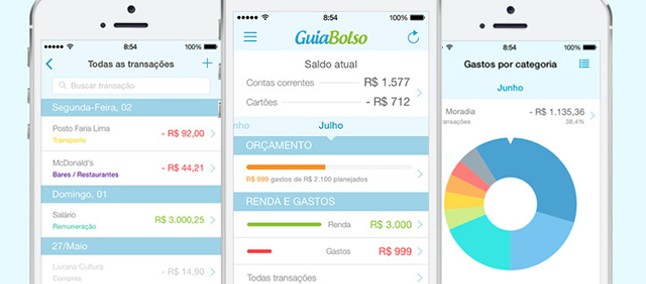 8:54
Todas as transações
Buscar transação
Segunda-Feira, 02
Posto Faria Lima
- R$ 92,00
Transporte
McDonald's
- R$ 44,21
Bares / Restaurantes
Domingo, 01
Salário
R$ 3.000,25
Remuneração
27/Maio
Livraria Cultura
- R$ 14,90
Compras
8:54 100%
GuiaBolso
Saldo atual
Contas correntes R$ 1.577
Cartões - R$ 712
nho Julho
ORÇAMENTO
R$ 999 gastos de R$ 2.100 planejados
RENDA E GASTOS
Renda R$ 3.000
Gastos R$ 999
Todas transações
8:54 100%
Gastos por categoria
Junho
Moradia - R$ 1.135,36
ransações 38,4%